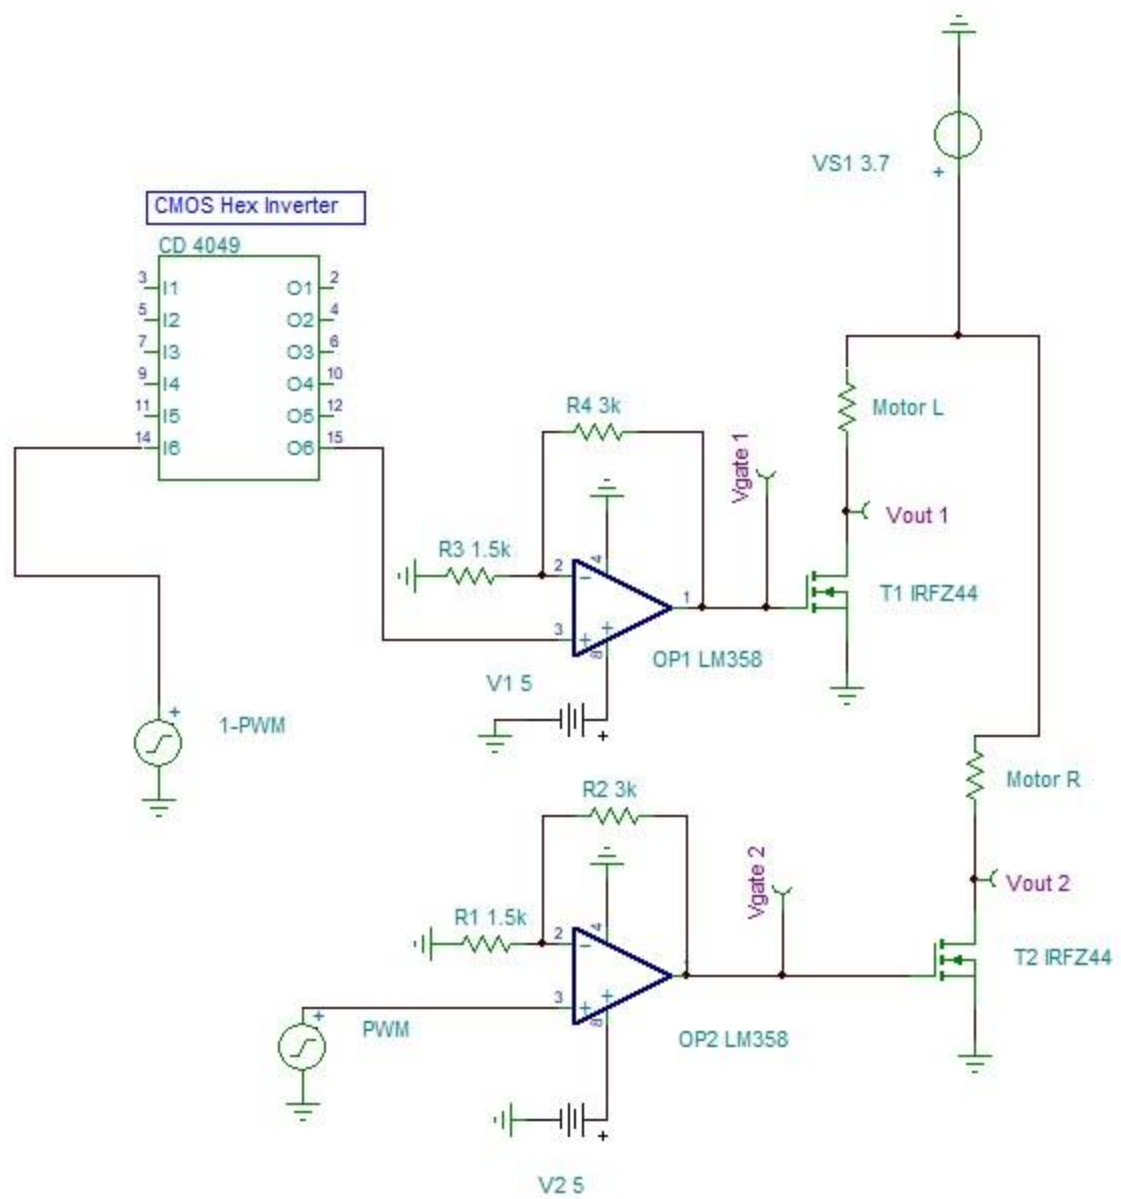 VS1 3.7
+
CMOS Hex Inverter
CD 4049
3 I1 O1 2
5 I2 O2 4
7 I3 O3 6
9 I4 O4 10
11 I5 O5 12
14 I6 O6 15
R4 3k
Vgate 1
Motor L
Vout 1
R3 1.5k
2
4
1
3
8
T1 IRFZ44
OP1 LM358
V1 5
+
+
1-PWM
R2 3k
Motor R
Vgate 2
Vout 2
R1 1.5k
2
4
3
8
T2 IRFZ44
+
PWM
OP2 LM358
+
V2 5